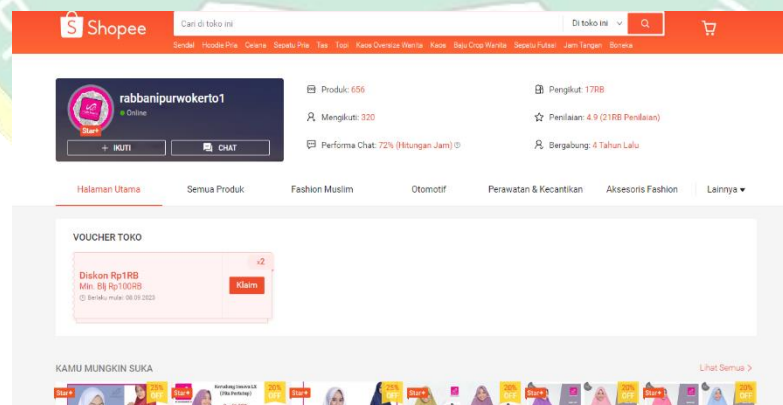 Shopee
Cari di toko ini
Di toko ini
Sendal Hoodie Pria Celana Sepatu Pria Tas Topi Kaos Oversize Wanita Kaos Baju Crop Wanita Sepatu Futsal Jam Tangan Boneka
rabbanipurwokerto1
Online
Star+
+ IKUTI
CHAT
Produk: 656
Pengikut: 17RB
Mengikuti: 320
Penilaian: 4.9 (21RB Penilaian)
Performa Chat: 72% (Hitungan Jam)
Bergabung: 4 Tahun Lalu
Halaman Utama Semua Produk Fashion Muslim Otomotif Perawatan & Kecantikan Aksesoris Fashion Lainnya
VOUCHER TOKO
x2
Diskon Rp1RB
Min. Blj Rp100RB
Berlaku mulai: 08.09.2023
Klaim
KAMU MUNGKIN SUKA
Lihat Semua >
Star+ 25% OFF
Star+ 20% OFF
Star+ 25% OFF
Star+ 20% OFF
Star+ 20% OFF
Star+ 20% OFF